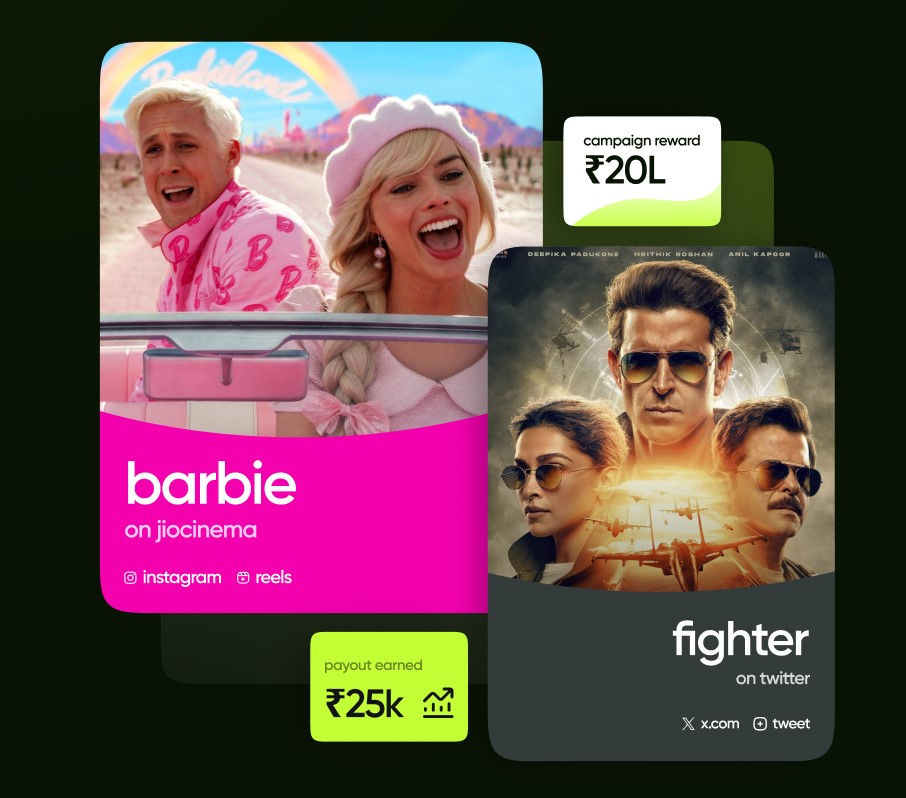 Barbieland
campaign reward
₹20L
DEEPIKA PADUKONE HRITHIK ROSHAN ANIL KAPOOR
barbie
on jiocinema
instagram reels
payout earned
₹25k
fighter
on twitter
x.com tweet